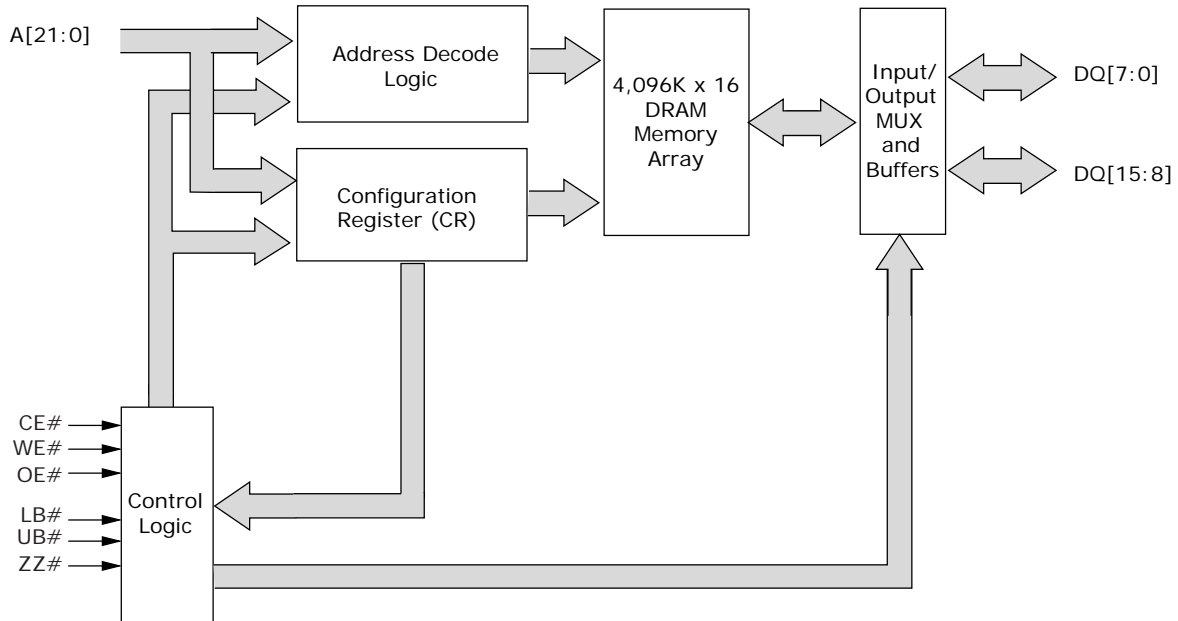 A[21:0]
Address Decode
Logic
4,096K x 16
DRAM
Memory
Array
Input/
Output
MUX
and
Buffers
DQ[7:0]
DQ[15:8]
Configuration
Register (CR)
CE#
WE#
OE#
LB#
UB#
ZZ#
Control
Logic